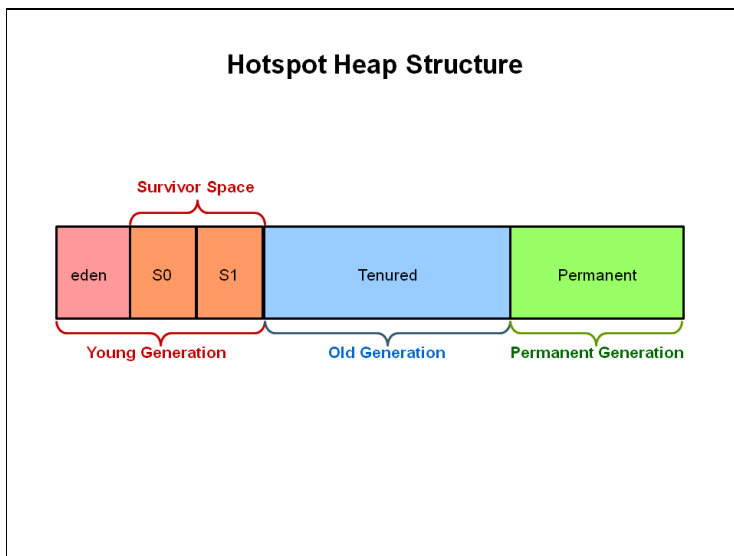 Hotspot Heap Structure
Survivor Space
eden S0 S1 Tenured Permanent
Young Generation Old Generation Permanent Generation